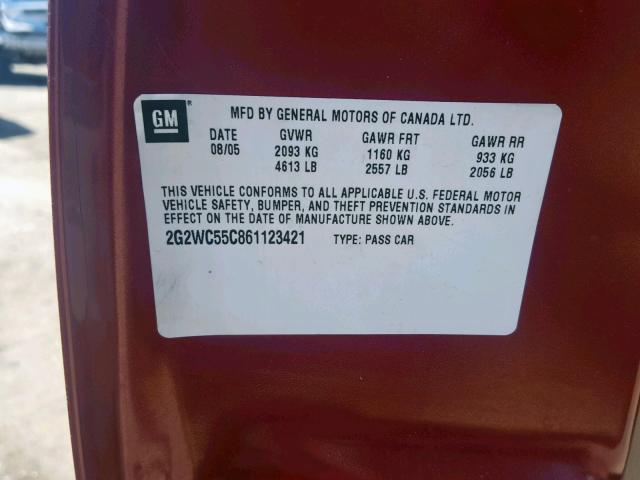 GM® MFD BY GENERAL MOTORS OF CANADA LTD.
DATE GVWR GAWR FRT GAWR RR
08/05 2093 KG 1160 KG 933 KG
4613 LB 2557 LB 2056 LB
THIS VEHICLE CONFORMS TO ALL APPLICABLE U.S. FEDERAL MOTOR
VEHICLE SAFETY, BUMPER, AND THEFT PREVENTION STANDARDS IN
EFFECT ON THE DATE OF MANUFACTURE SHOWN ABOVE.
2G2WC55C861123421 TYPE: PASS CAR